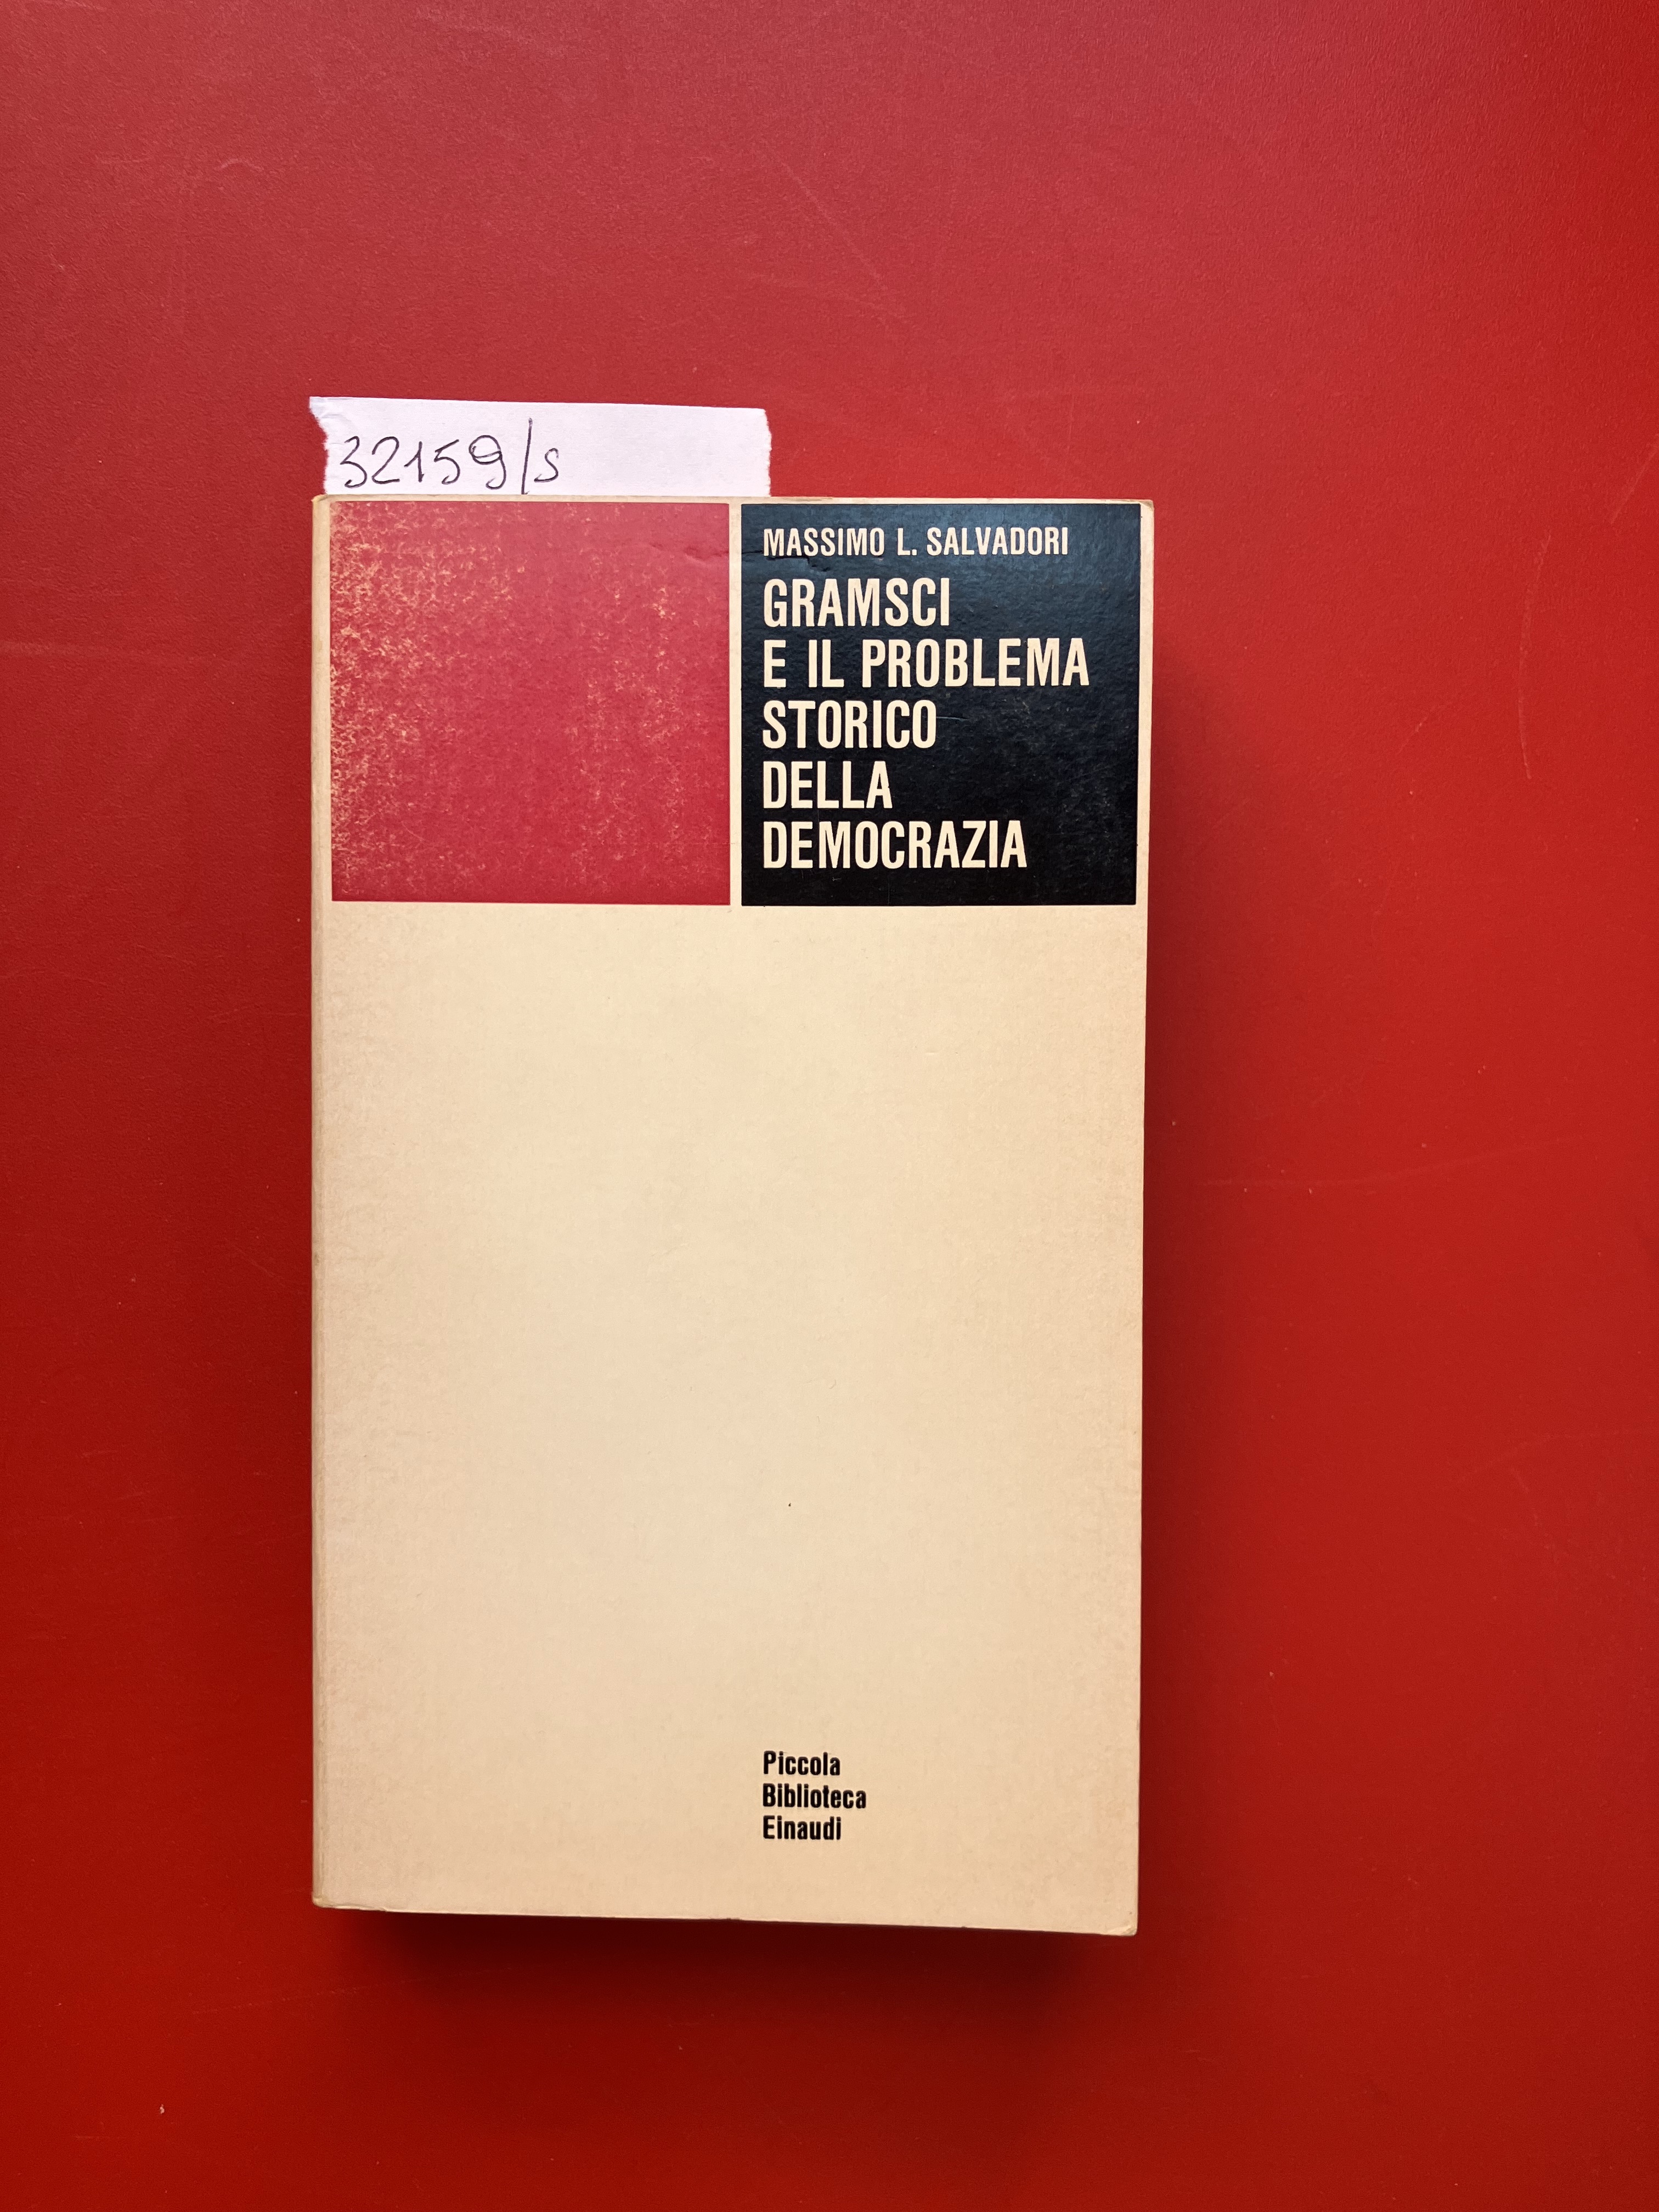 32159/s
MASSIMO L. SALVADORI
GRAMSCI
E IL PROBLEMA
STORICO
DELLA
DEMOCRAZIA
Piccola
Biblioteca
Einaudi